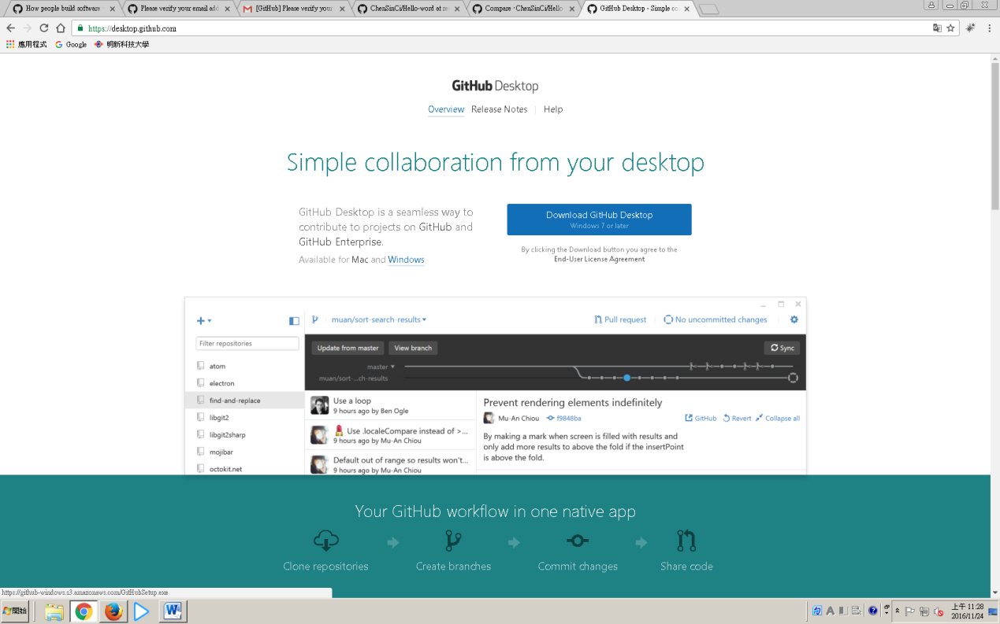 How people build software
Please verify your email add
[GitHub] Please verify your
ChenSinCi/Hello-word at re
Compare · ChenSinCi/Hello
GitHub Desktop - Simple co
https://desktop.github.com
應用程式 Google 明新科技大學
GitHub Desktop
Overview Release Notes Help
Simple collaboration from your desktop
GitHub Desktop is a seamless way to
contribute to projects on GitHub and
GitHub Enterprise.
Available for Mac and Windows
Download GitHub Desktop
Windows 7 or later
By clicking the Download button you agree to the
End-User License Agreement
muan/sort-search-results
Pull request
No uncommitted changes
Filter repositories
atom
electron
find-and-replace
libgit2
libgit2sharp
mojibar
octokit.net
Update from master View branch Sync
master
muan/sort-...ch-results
Use a loop
9 hours ago by Ben Ogle
Use .localeCompare instead of >...
9 hours ago by Mu-An Chiou
Default out of range so results won't...
9 hours ago by Mu-An Chiou
Prevent rendering elements indefinitely
Mu-An Chiou f9848ba GitHub Revert Collapse all
By making a mark when screen is filled with results and
only add more results to above the fold if the insertPoint
is above the fold.
Your GitHub workflow in one native app
Clone repositories Create branches Commit changes Share code
https://github-windows.s3.amazonaws.com/GitHubSetup.exe
開始
上午 11:28
2016/11/24